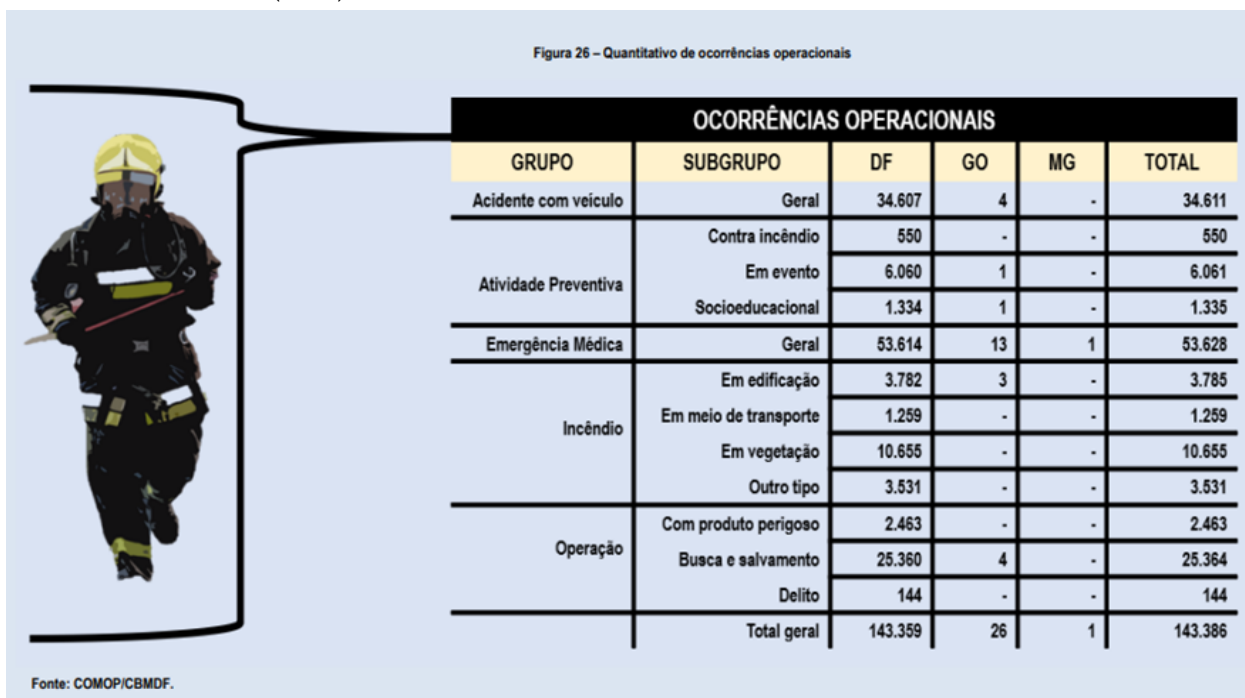 Figura 26 – Quantitativo de ocorrências operacionais
OCORRÊNCIAS OPERACIONAIS
GRUPO SUBGRUPO DF GO MG TOTAL
Acidente com veículo Geral 34.607 4 - 34.611
Contra incêndio 550 - - 550
Atividade Preventiva Em evento 6.060 1 - 6.061
Socioeducacional 1.334 1 - 1.335
Emergência Médica Geral 53.614 13 1 53.628
Em edificação 3.782 3 - 3.785
Incêndio Em meio de transporte 1.259 - - 1.259
Em vegetação 10.655 - - 10.655
Outro tipo 3.531 - - 3.531
Com produto perigoso 2.463 - - 2.463
Operação Busca e salvamento 25.360 4 - 25.364
Delito 144 - - 144
Total geral 143.359 26 1 143.386
Fonte: COMOP/CBMDF.